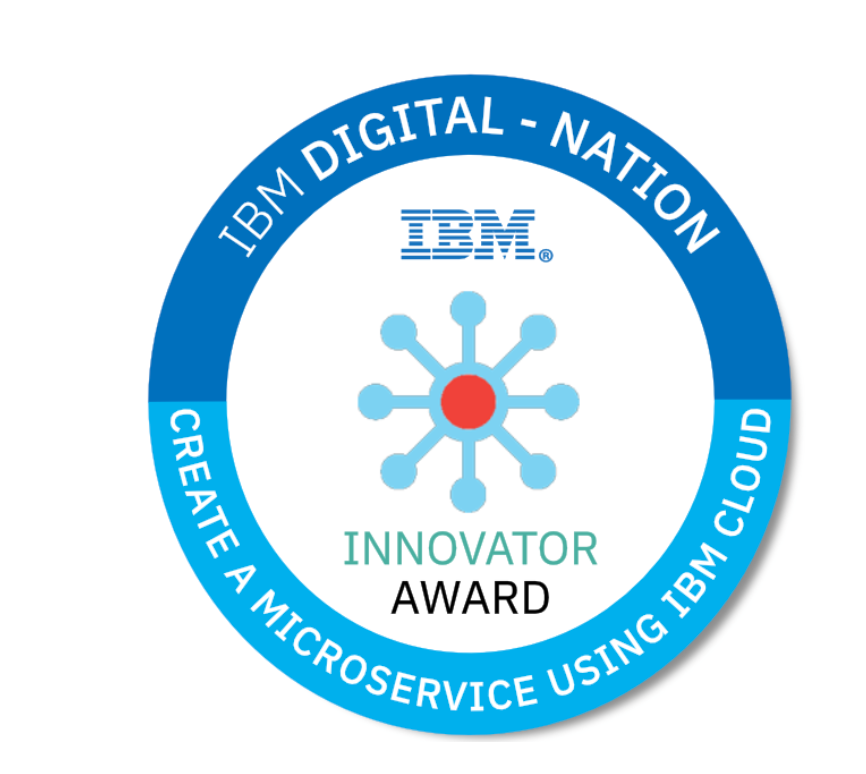 IBM DIGITAL - NATION
IBM®
INNOVATOR
AWARD
CREATE A MICROSERVICE USING IBM CLOUD